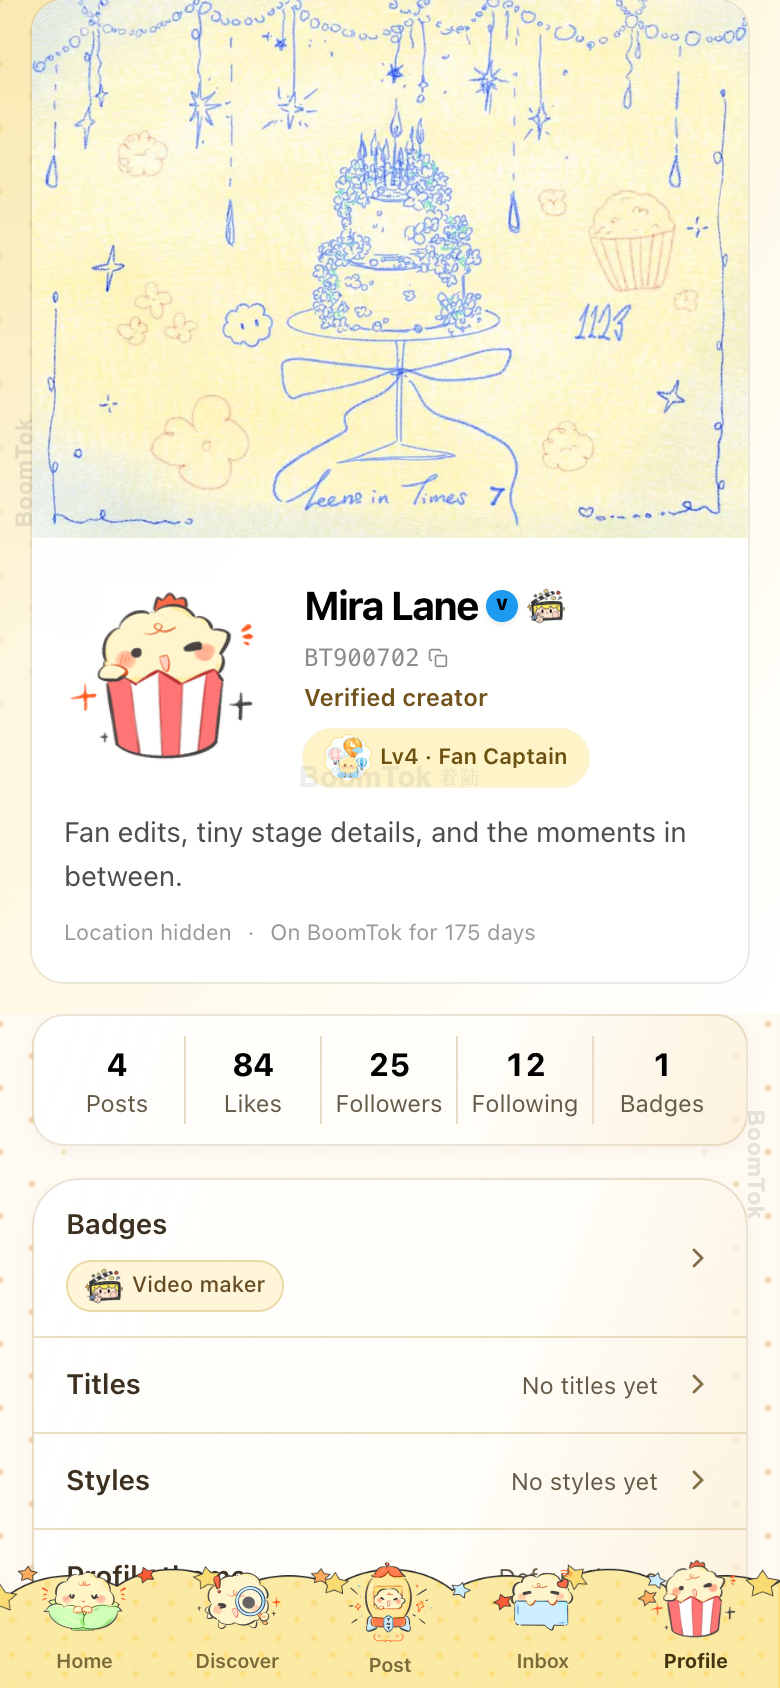 1123
Teens in Times 7
BoomTok
Mira Lane
BT900702
Verified creator
Lv4 · Fan Captain
BoomTok 登陆
Fan edits, tiny stage details, and the moments in
between.
Location hidden · On BoomTok for 175 days
4
Posts
84
Likes
25
Followers
12
Following
1
Badges
BoomTok
Badges
Video maker
Titles
No titles yet
Styles
No styles yet
Home
Discover
Post
Inbox
Profile